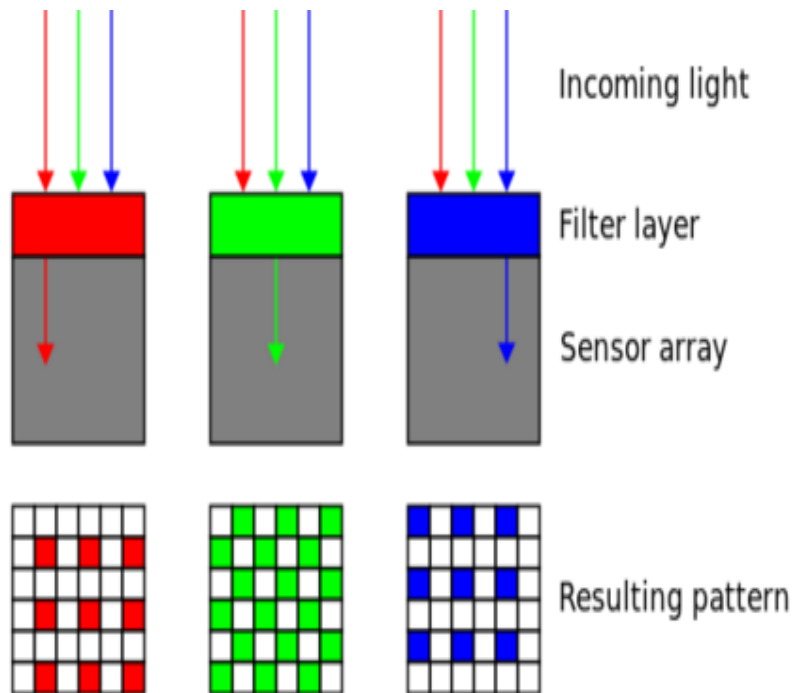 Incoming light
Filter layer
Sensor array
Resulting pattern